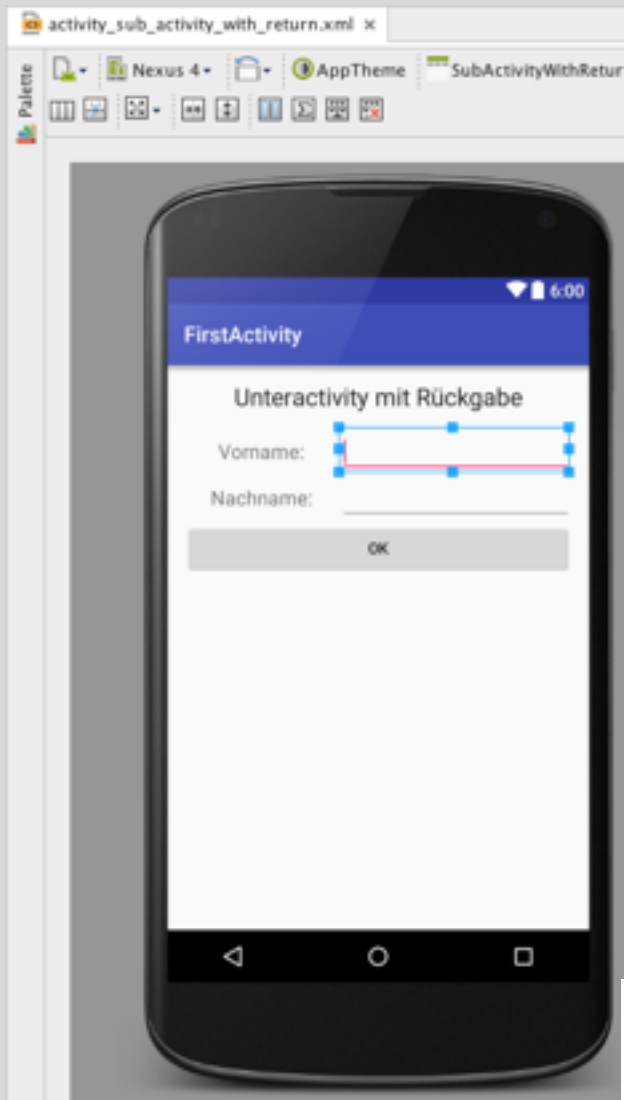 activity_sub_activity_with_return.xml
Palette
Nexus 4 AppTheme SubActivityWithRetur
6:00
FirstActivity
Unteractivity mit Rückgabe
Vorname:
Nachname:
OK